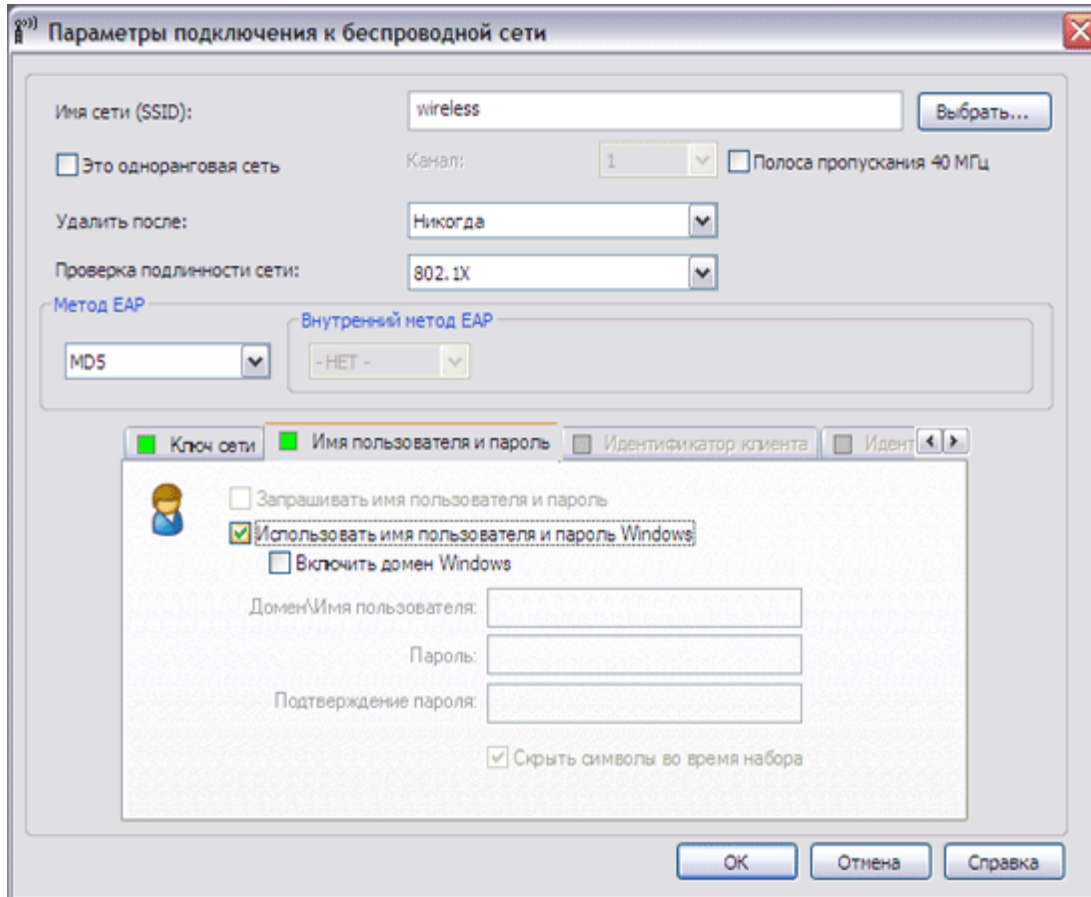 Параметры подключения к беспроводной сети
Имя сети (SSID): wireless Выбрать...
Это одноранговая сеть Канал: 1 Полоса пропускания 40 МГц
Удалить после: Никогда
Проверка подлинности сети: 802.1X
Метод EAP
Внутренний метод EAP
MD5 - НЕТ -
Ключ сети Имя пользователя и пароль Идентификатор клиента Идент
Запрашивать имя пользователя и пароль
Использовать имя пользователя и пароль Windows
Включить домен Windows
Домен\Имя пользователя:
Пароль:
Подтверждение пароля:
Скрыть символы во время набора
OK Отмена Справка